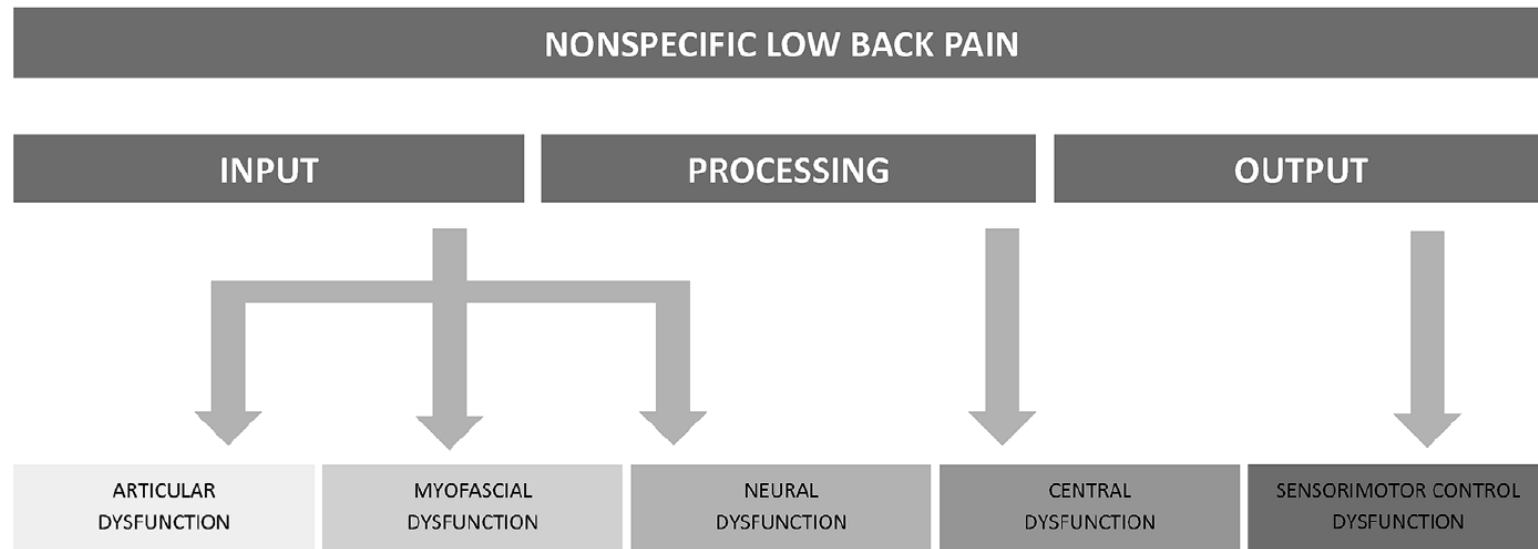 NONSPECIFIC LOW BACK PAIN
INPUT
PROCESSING
OUTPUT
ARTICULAR
DYSFUNCTION
MYOFASCIAL
DYSFUNCTION
NEURAL
DYSFUNCTION
CENTRAL
DYSFUNCTION
SENSORIMOTOR CONTROL
DYSFUNCTION